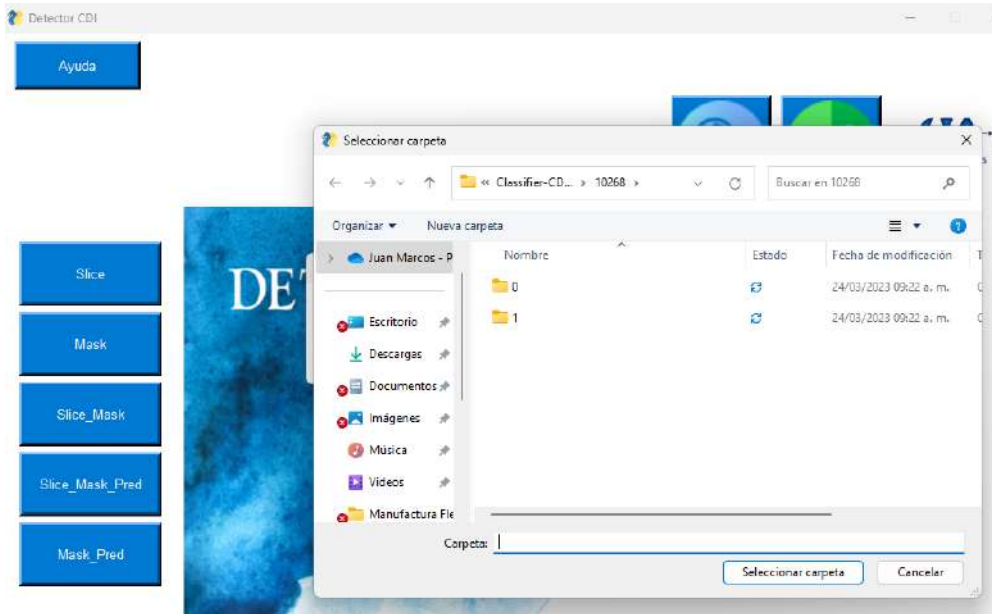 Detector CDI
Ayuda
Seleccionar carpeta
« Classifier-CD... › 10268 ›
Buscar en 10268
Organizar
Nueva carpeta
Juan Marcos - P
Nombre
Estado
Fecha de modificación
0
24/03/2023 09:22 a. m.
1
24/03/2023 09:22 a. m.
Escritorio
Descargas
Documentos
Imágenes
Música
Videos
Manufactura Fle
Slice
Mask
Slice_Mask
Slice_Mask_Pred
Mask_Pred
DET
Carpeta:
Seleccionar carpeta
Cancelar